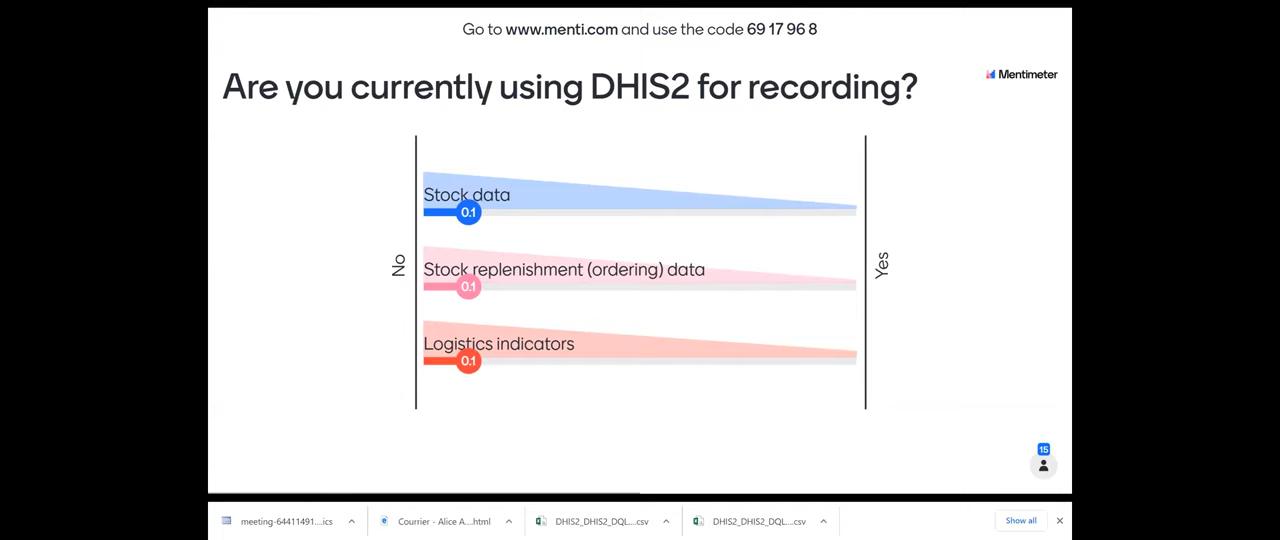 Go to www.menti.com and use the code 69 17 96 8
Are you currently using DHIS2 for recording?
Mentimeter
Stock data
0.1
No
Stock replenishment (ordering) data
Yes
0.1
Logistics indicators
0.1
15
meeting-64411491....ics
Courrier - Alice A....html
DHIS2_DHIS2_DQL....csv
DHIS2_DHIS2_DQ....csv
Show all